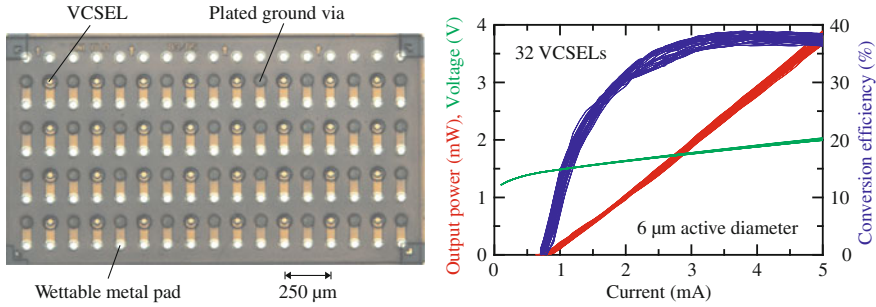 VCSEL
Plated ground via
Wettable metal pad
250 µm
Output power (mW), Voltage (V)
4
3
2
1
0
32 VCSELs
6 µm active diameter
0 1 2 3 4 5
Current (mA)
40
30
20
10
0
Conversion efficiency (%)